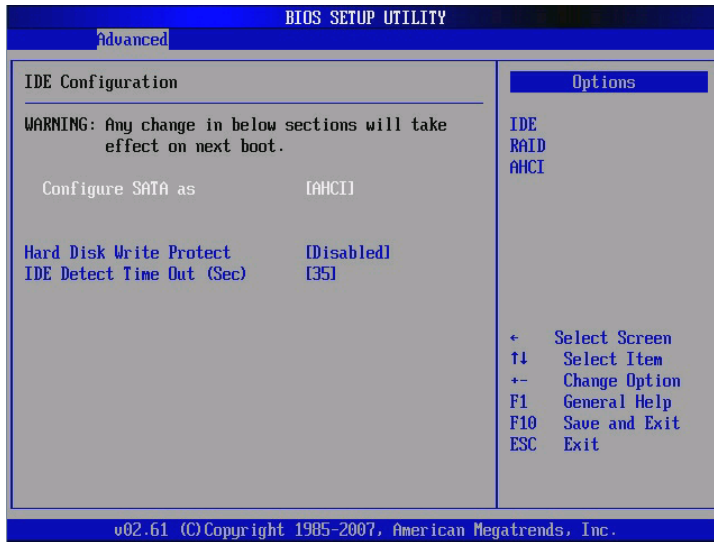 BIOS SETUP UTILITY
Advanced
IDE Configuration
WARNING: Any change in below sections will take
effect on next boot.
Configure SATA as [AHCI]
Hard Disk Write Protect [Disabled]
IDE Detect Time Out (Sec) [35]
Options
IDE
RAID
AHCI
← Select Screen
↑↓ Select Item
+- Change Option
F1 General Help
F10 Save and Exit
ESC Exit
v02.61 (C)Copyright 1985-2007, American Megatrends, Inc.